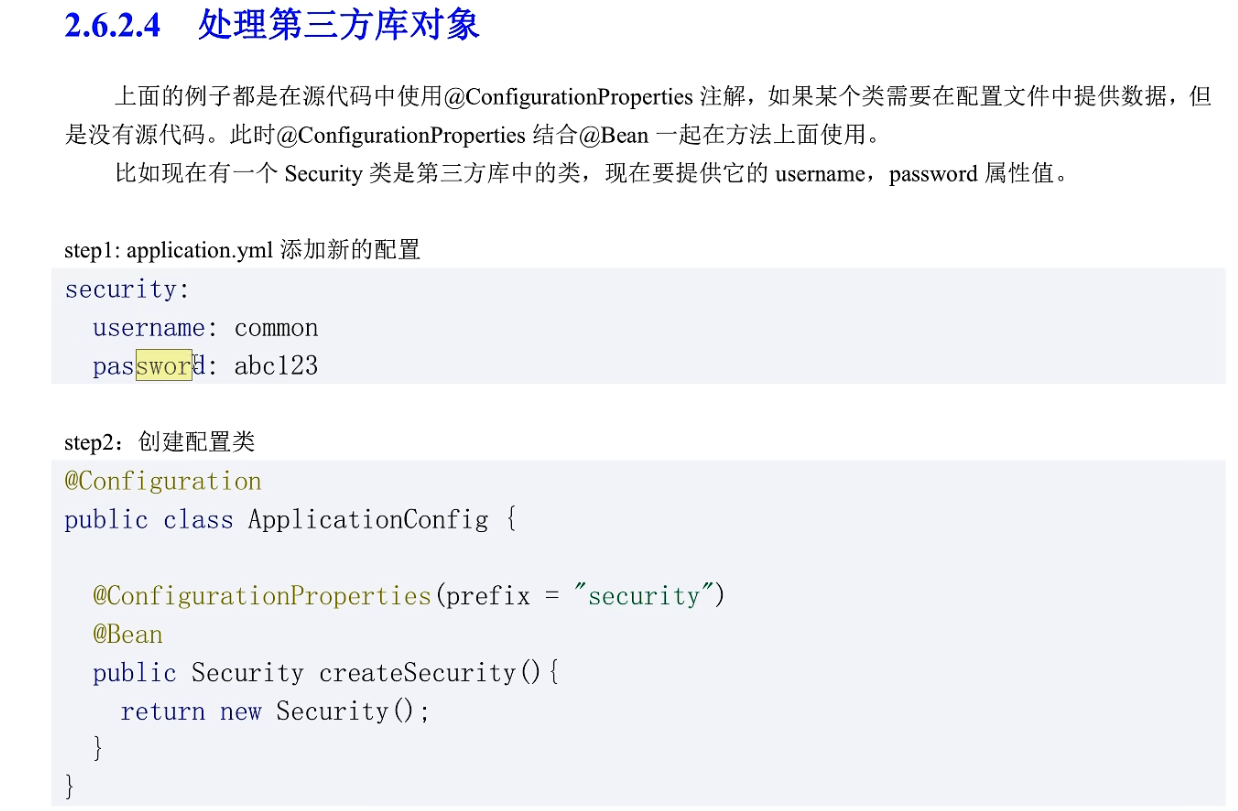 2.6.2.4 处理第三方库对象
上面的例子都是在源代码中使用@ConfigurationProperties 注解，如果某个类需要在配置文件中提供数据，但
是没有源代码。此时@ConfigurationProperties 结合@Bean 一起在方法上面使用。
比如现在有一个 Security 类是第三方库中的类，现在要提供它的 username，password 属性值。
step1: application.yml 添加新的配置
security:
  username: common
  password: abc123
step2：创建配置类
@Configuration
public class ApplicationConfig {
  @ConfigurationProperties(prefix = "security")
  @Bean
  public Security createSecurity(){
    return new Security();
  }
}